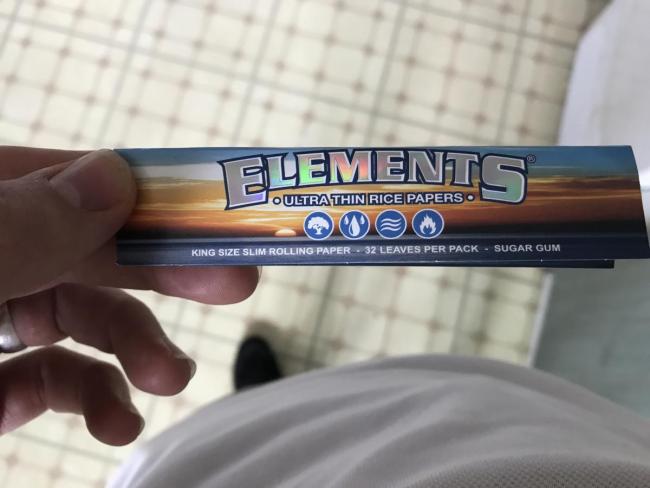 ELEMENTS®
• ULTRA THIN RICE PAPERS •
KING SIZE SLIM ROLLING PAPER - 32 LEAVES PER PACK - SUGAR GUM